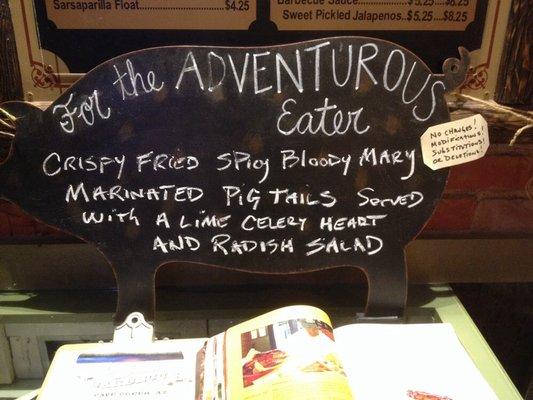 Sarsaparilla Float $4.25
Barbecue Sauce $5.25 $8.25
Sweet Pickled Jalapenos..$5.25...$8.25
For the ADVENTUROUS
Eater
CRISPY FRIED SPICY BLOODY MARY
MARINATED PIG TAILS SERVED
WITH A LIME CELERY HEART
AND RADISH SALAD
NO CHANGES!
MODIFICATIONS!
SUBSTITUTIONS!
OR DELETIONS!